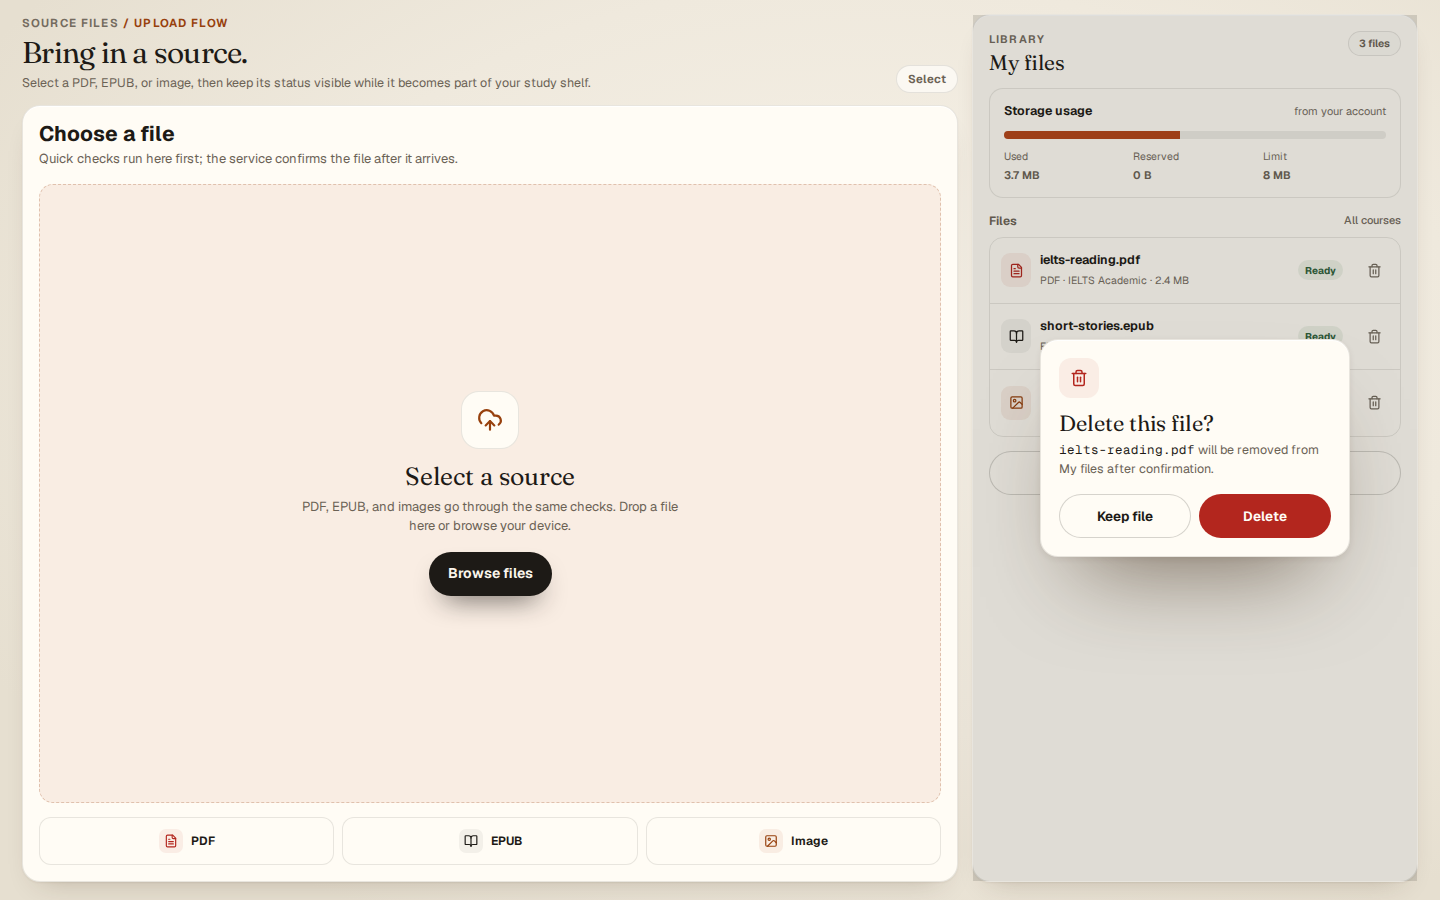 SOURCE FILES / UPLOAD FLOW
Bring in a source.
Select a PDF, EPUB, or image, then keep its status visible while it becomes part of your study shelf.
Select
Choose a file
Quick checks run here first; the service confirms the file after it arrives.
Select a source
PDF, EPUB, and images go through the same checks. Drop a file
here or browse your device.
Browse files
PDF
EPUB
Image
LIBRARY
My files
3 files
Storage usage
from your account
Used
Reserved
Limit
3.7 MB
0 B
8 MB
Files
All courses
ielts-reading.pdf
PDF · IELTS Academic · 2.4 MB
Ready
short-stories.epub
Ready
Delete this file?
ielts-reading.pdf will be removed from
My files after confirmation.
Keep file
Delete